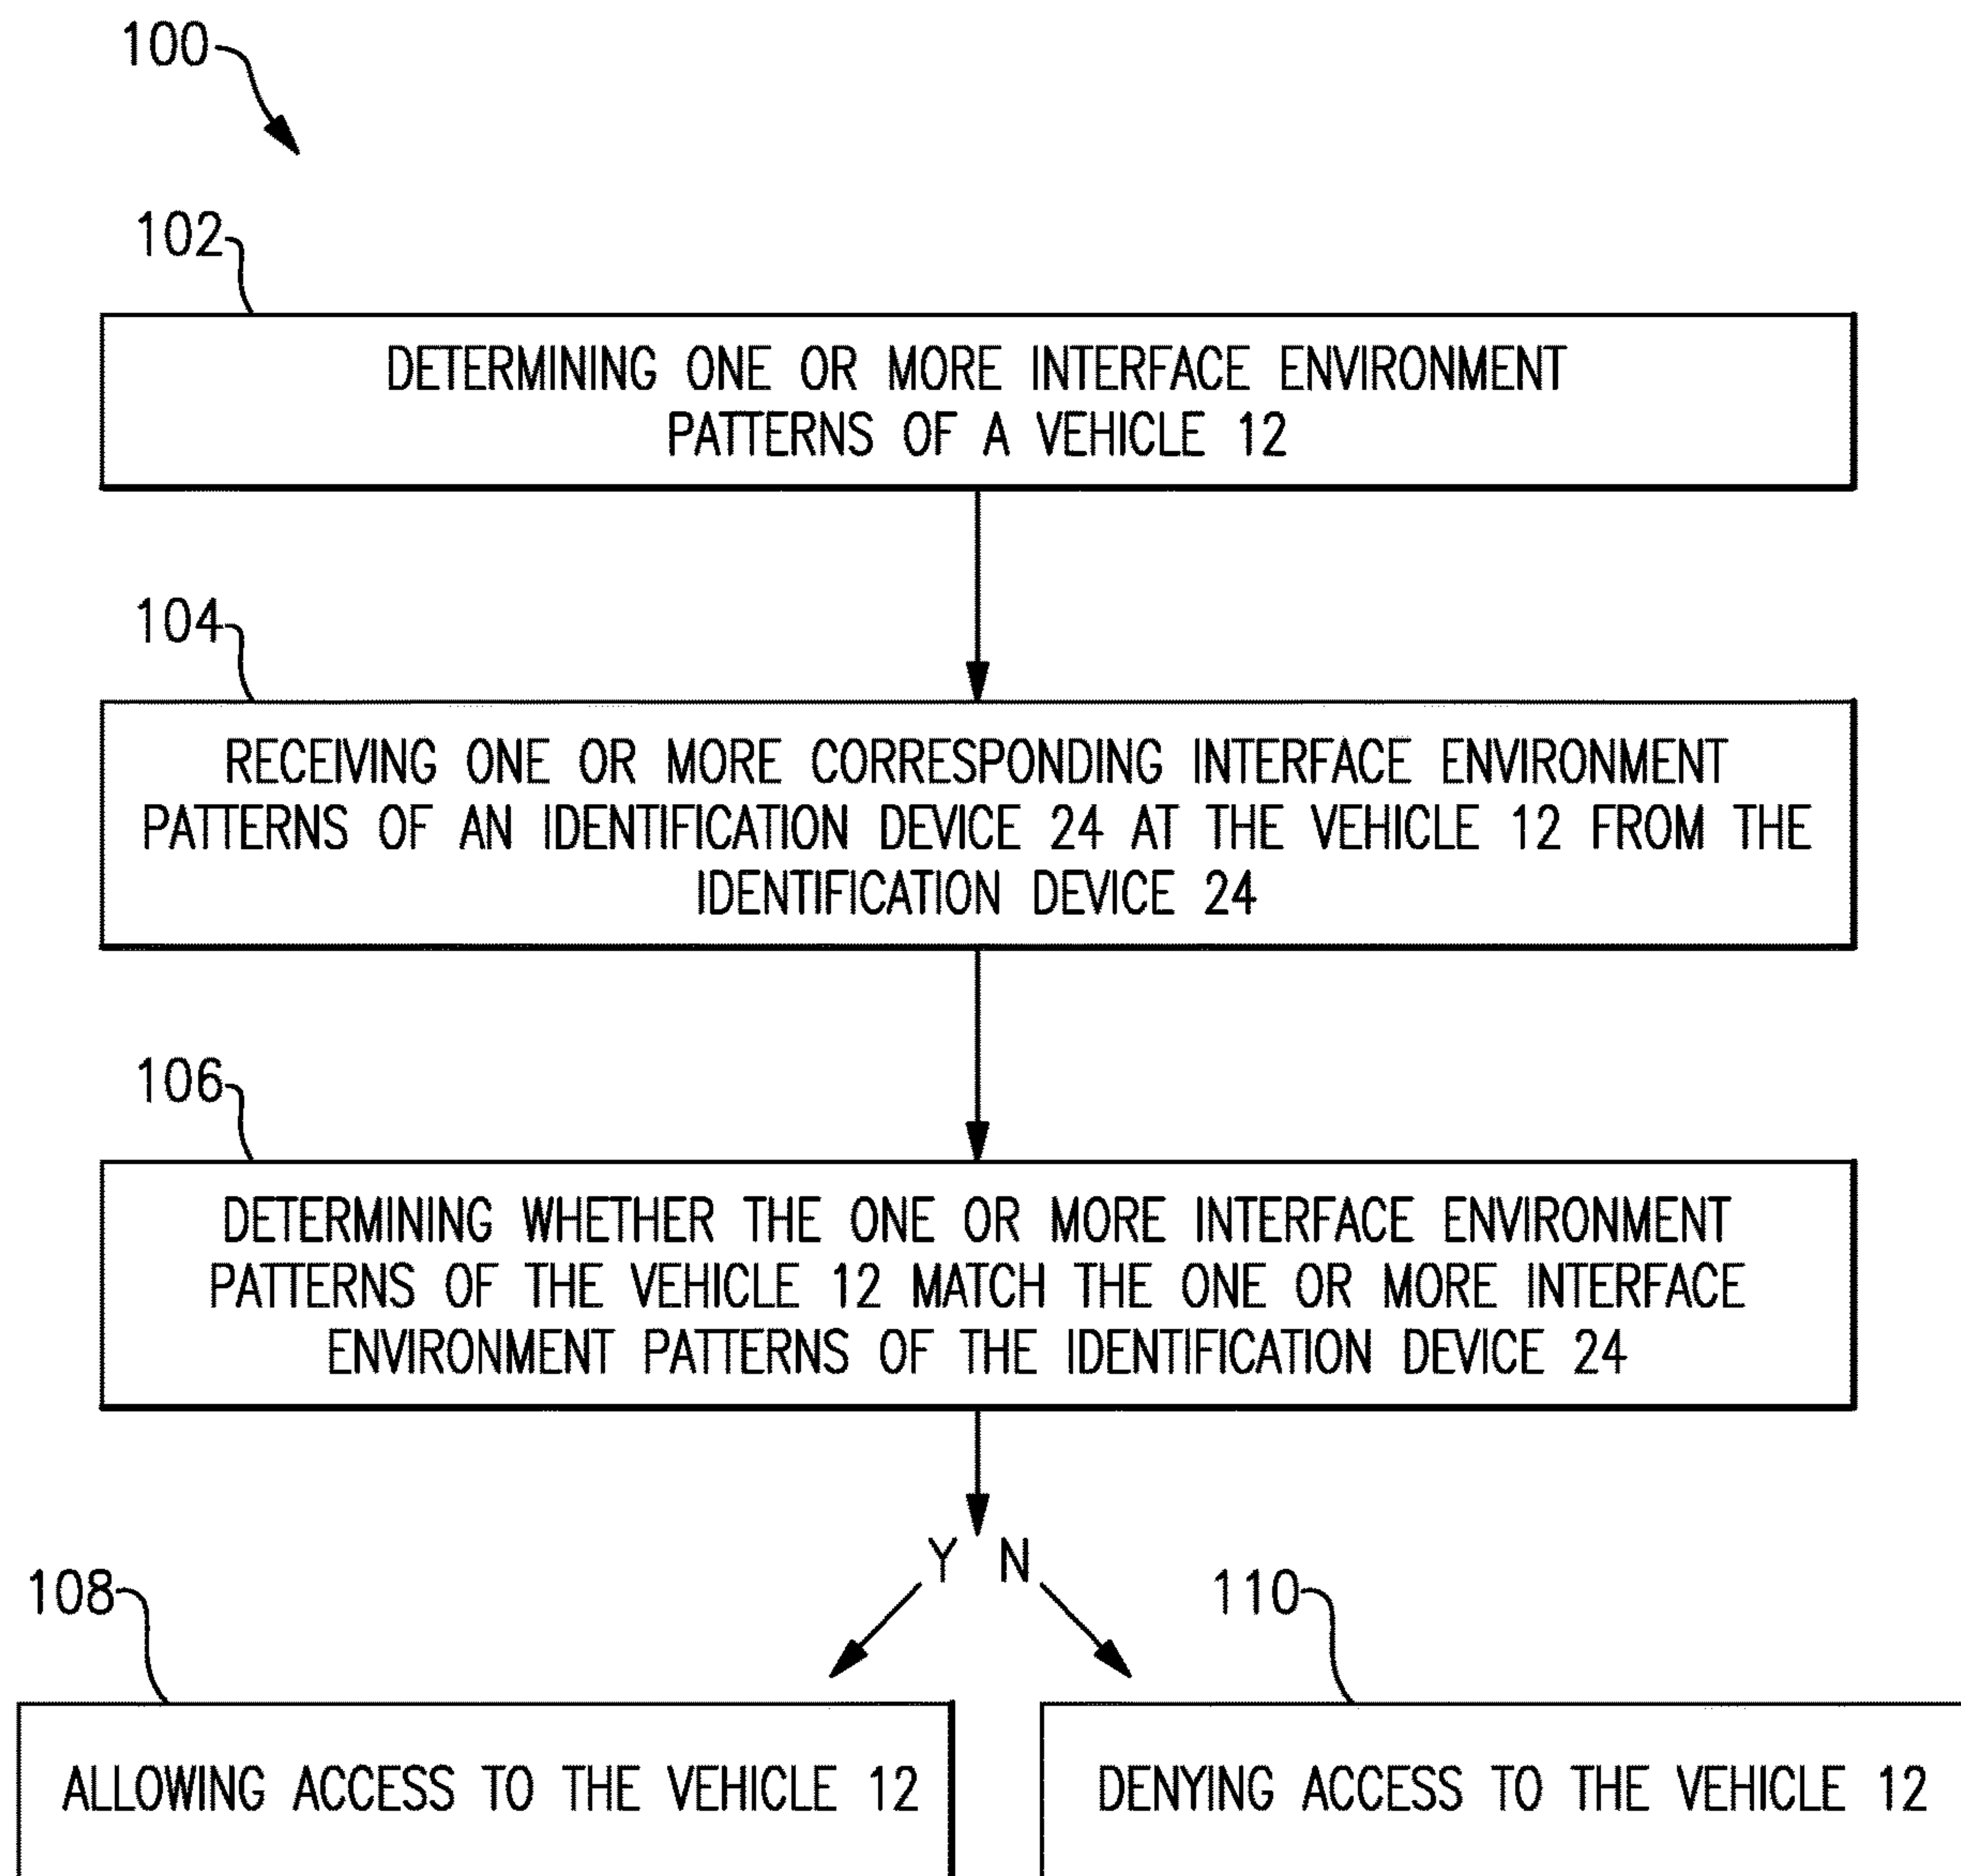 100
102
DETERMINING ONE OR MORE INTERFACE ENVIRONMENT
PATTERNS OF A VEHICLE 12
104
RECEIVING ONE OR MORE CORRESPONDING INTERFACE ENVIRONMENT
PATTERNS OF AN IDENTIFICATION DEVICE 24 AT THE VEHICLE 12 FROM THE
IDENTIFICATION DEVICE 24
106
DETERMINING WHETHER THE ONE OR MORE INTERFACE ENVIRONMENT
PATTERNS OF THE VEHICLE 12 MATCH THE ONE OR MORE INTERFACE
ENVIRONMENT PATTERNS OF THE IDENTIFICATION DEVICE 24
Y N
108
ALLOWING ACCESS TO THE VEHICLE 12
110
DENYING ACCESS TO THE VEHICLE 12